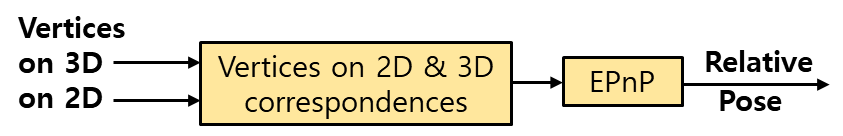 Vertices
on 3D
on 2D
Vertices on 2D & 3D
correspondences
EPnP
Relative
Pose